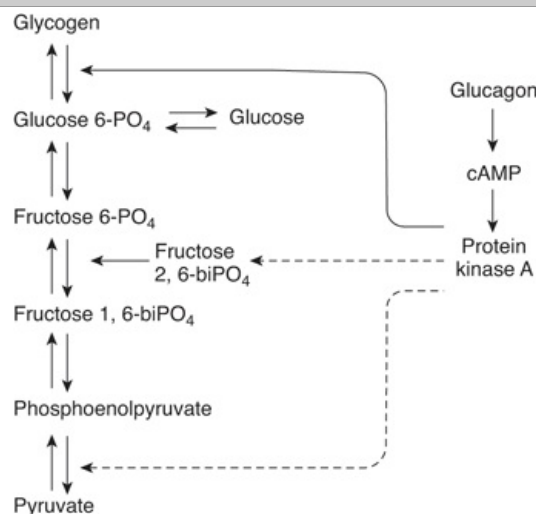 Glycogen
Glucagon
Glucose 6-PO₄
Glucose
cAMP
Fructose 6-PO₄
Protein
kinase A
Fructose
2, 6-biPO₄
Fructose 1, 6-biPO₄
Phosphoenolpyruvate
Pyruvate